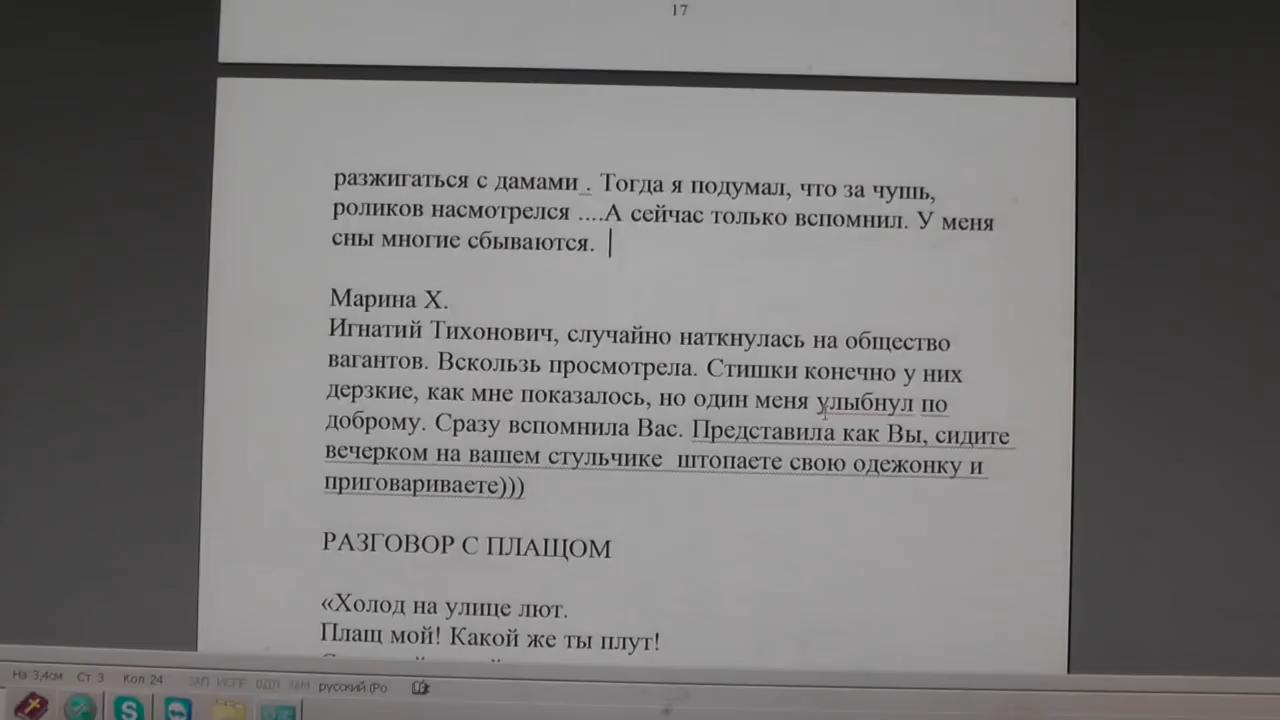 17
разжигаться с дамами . Тогда я подумал, что за чушь,
роликов насмотрелся ....А сейчас только вспомнил. У меня
сны многие сбываются.
Марина Х.
Игнатий Тихонович, случайно наткнулась на общество
вагантов. Вскользь просмотрела. Стишки конечно у них
дерзкие, как мне показалось, но один меня улыбнул по
доброму. Сразу вспомнила Вас. Представила как Вы, сидите
вечерком на вашем стульчике  штопаете свою одежонку и
приговариваете)))
РАЗГОВОР С ПЛАЩОМ
«Холод на улице лют.
Плащ мой! Какой же ты плут!
На 3,4см Ст 3 Кол 24 ЗАП ИСПР ВДЛ ЗАМ русский (Ро